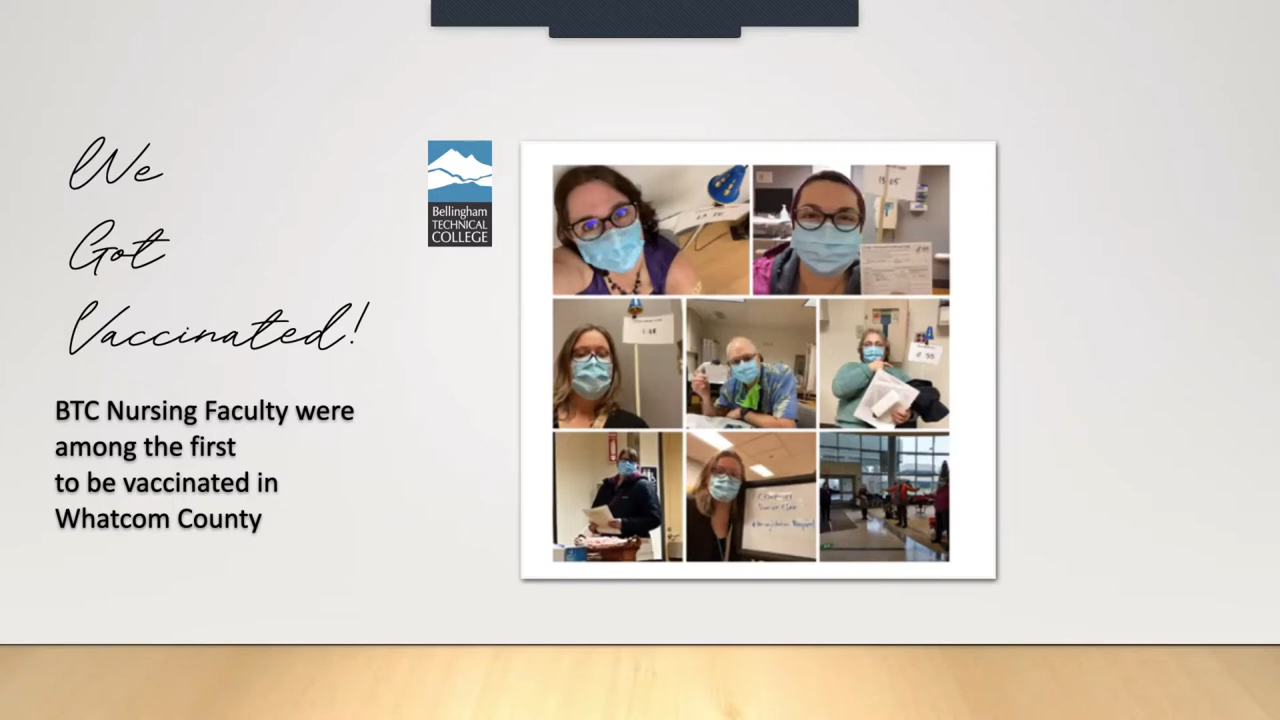 We
Got
Vaccinated!
BTC Nursing Faculty were
among the first
to be vaccinated in
Whatcom County
Bellingham
TECHNICAL
COLLEGE